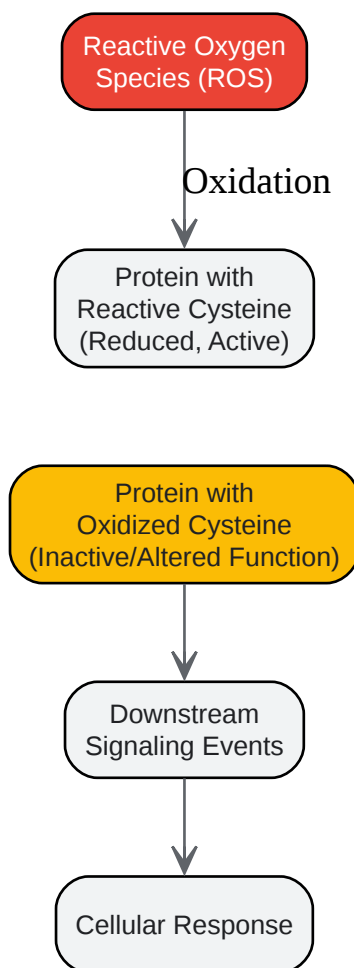 Reactive Oxygen
Species (ROS)
Oxidation
Protein with
Reactive Cysteine
(Reduced, Active)
Protein with
Oxidized Cysteine
(Inactive/Altered Function)
Downstream
Signaling Events
Cellular Response